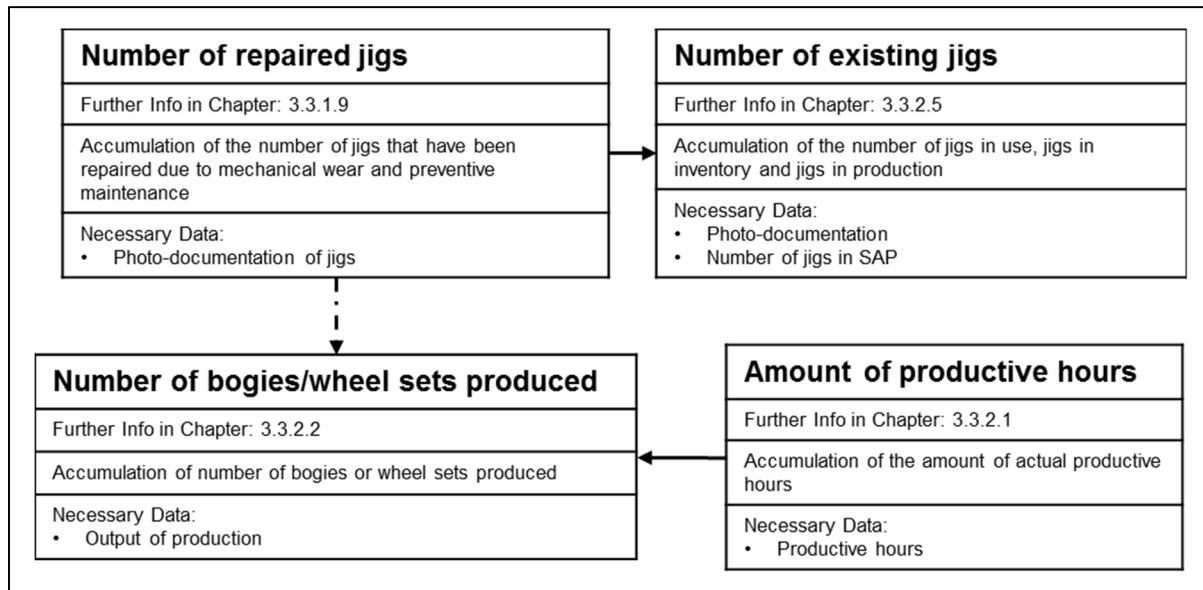 Number of repaired jigs
Further Info in Chapter: 3.3.1.9
Accumulation of the number of jigs that have been
repaired due to mechanical wear and preventive
maintenance
Necessary Data:
• Photo-documentation of jigs
Number of existing jigs
Further Info in Chapter: 3.3.2.5
Accumulation of the number of jigs in use, jigs in
inventory and jigs in production
Necessary Data:
• Photo-documentation
• Number of jigs in SAP
Number of bogies/wheel sets produced
Further Info in Chapter: 3.3.2.2
Accumulation of number of bogies or wheel sets produced
Necessary Data:
• Output of production
Amount of productive hours
Further Info in Chapter: 3.3.2.1
Accumulation of the amount of actual productive
hours
Necessary Data:
• Productive hours